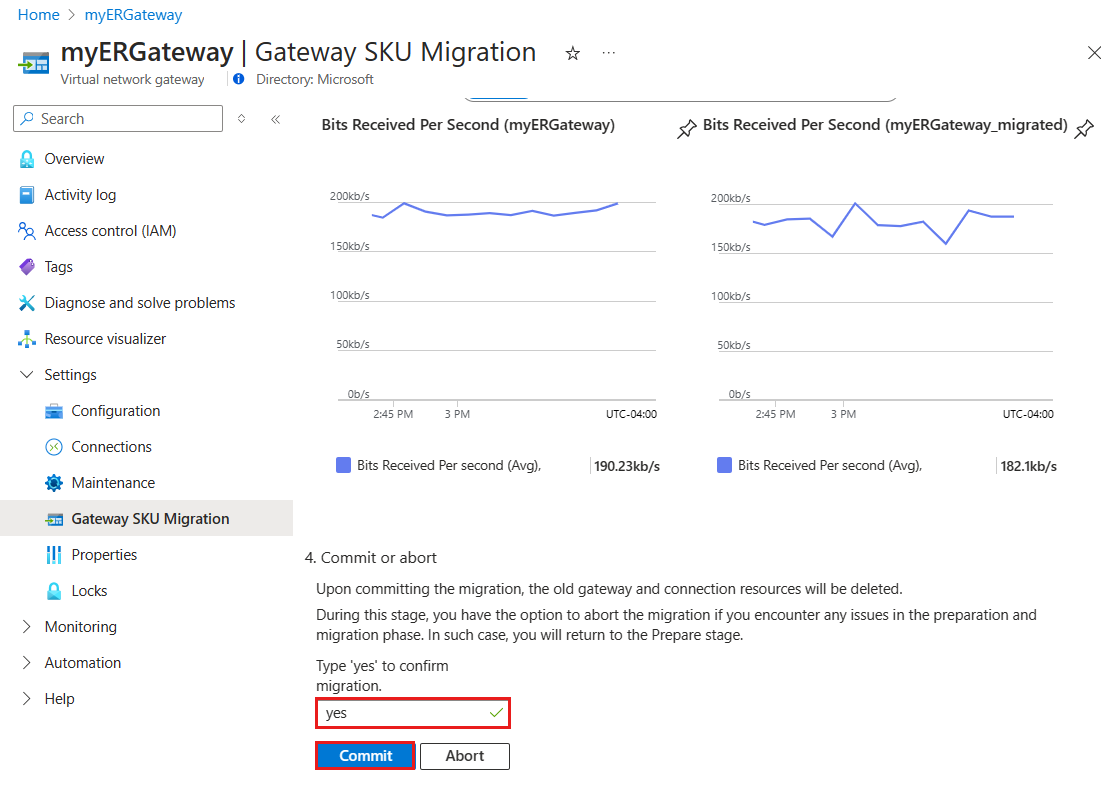 Home > myERGateway
myERGateway | Gateway SKU Migration
Virtual network gateway
Directory: Microsoft
Search
Overview
Activity log
Access control (IAM)
Tags
Diagnose and solve problems
Resource visualizer
Settings
Configuration
Connections
Maintenance
Gateway SKU Migration
Properties
Locks
Monitoring
Automation
Help
Bits Received Per Second (myERGateway)
200kb/s
150kb/s
100kb/s
50kb/s
0b/s
2:45 PM 3 PM UTC-04:00
Bits Received Per second (Avg), 190.23kb/s
Bits Received Per Second (myERGateway_migrated)
200kb/s
150kb/s
100kb/s
50kb/s
0b/s
2:45 PM 3 PM UTC-04:00
Bits Received Per second (Avg), 182.1kb/s
4. Commit or abort
Upon committing the migration, the old gateway and connection resources will be deleted.
During this stage, you have the option to abort the migration if you encounter any issues in the preparation and
migration phase. In such case, you will return to the Prepare stage.
Type 'yes' to confirm
migration.
yes
Commit Abort